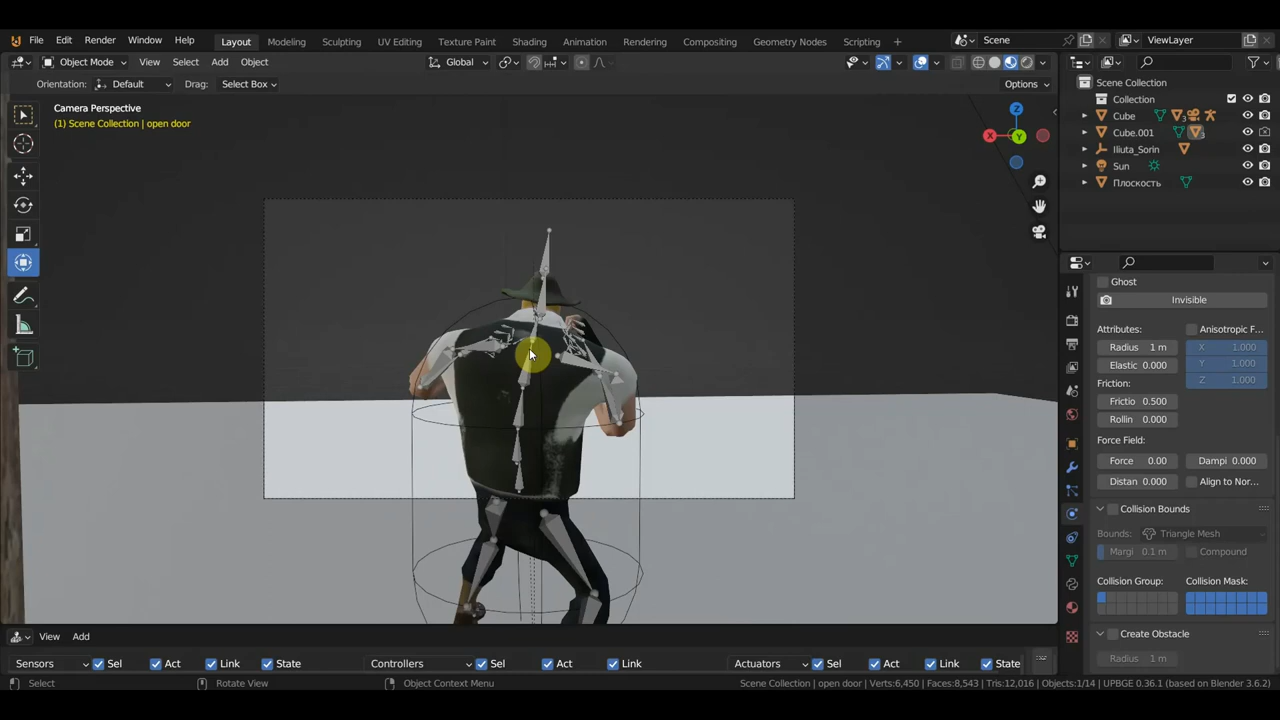 File Edit Render Window Help Layout Modeling Sculpting UV Editing Texture Paint Shading Animation Rendering Compositing Geometry Nodes Scripting + Scene ViewLayer
Object Mode View Select Add Object Global Options
Orientation: Default Drag: Select Box
Camera Perspective
(1) Scene Collection | open door
Scene Collection
Collection
Cube 3
Cube.001 3
Iliuta_Sorin
Sun
Плоскость
X Y Z
Ghost
Invisible
Attributes: Anisotropic F...
Radius 1 m X 1.000
Elastic 0.000 Y 1.000
Friction: Z 1.000
Frictio 0.500
Rollin 0.000
Force Field:
Force 0.00 Dampi 0.000
Distan 0.000 Align to Nor...
Collision Bounds
Bounds: Triangle Mesh
Margi 0.1 m Compound
Collision Group: Collision Mask:
Create Obstacle
Radius 1 m
View Add
Sensors Sel Act Link State Controllers Sel Act Link Actuators Sel Act Link State
Select Rotate View Object Context Menu Scene Collection | open door | Verts:6,450 | Faces:8,543 | Tris:12,016 | Objects:1/14 | UPBGE 0.36.1 (based on Blender 3.6.2)